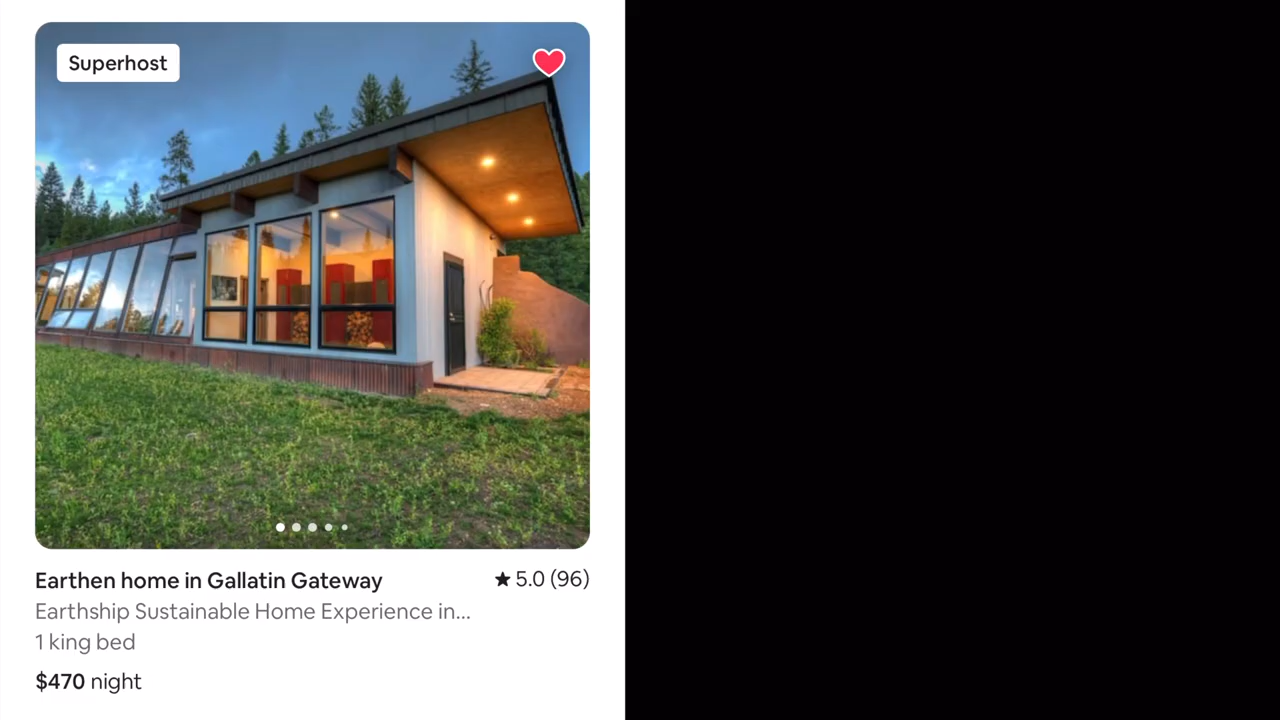 Superhost
Earthen home in Gallatin Gateway
★ 5.0 (96)
Earthship Sustainable Home Experience in...
1 king bed
$470 night